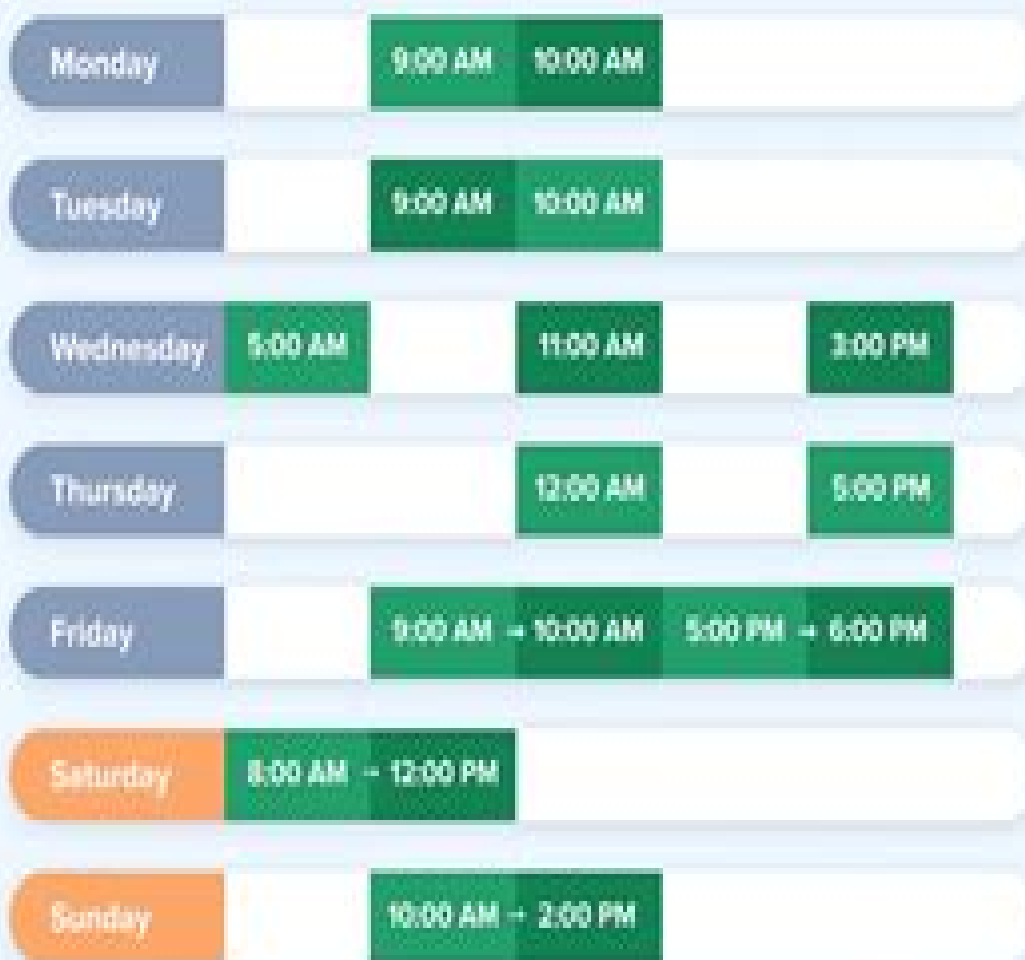 Monday 9:00 AM 10:00 AM
Tuesday 9:00 AM 10:00 AM
Wednesday 5:00 AM 11:00 AM 3:00 PM
Thursday 12:00 AM 5:00 PM
Friday 9:00 AM → 10:00 AM 5:00 PM → 6:00 PM
Saturday 8:00 AM → 12:00 PM
Sunday 10:00 AM → 2:00 PM